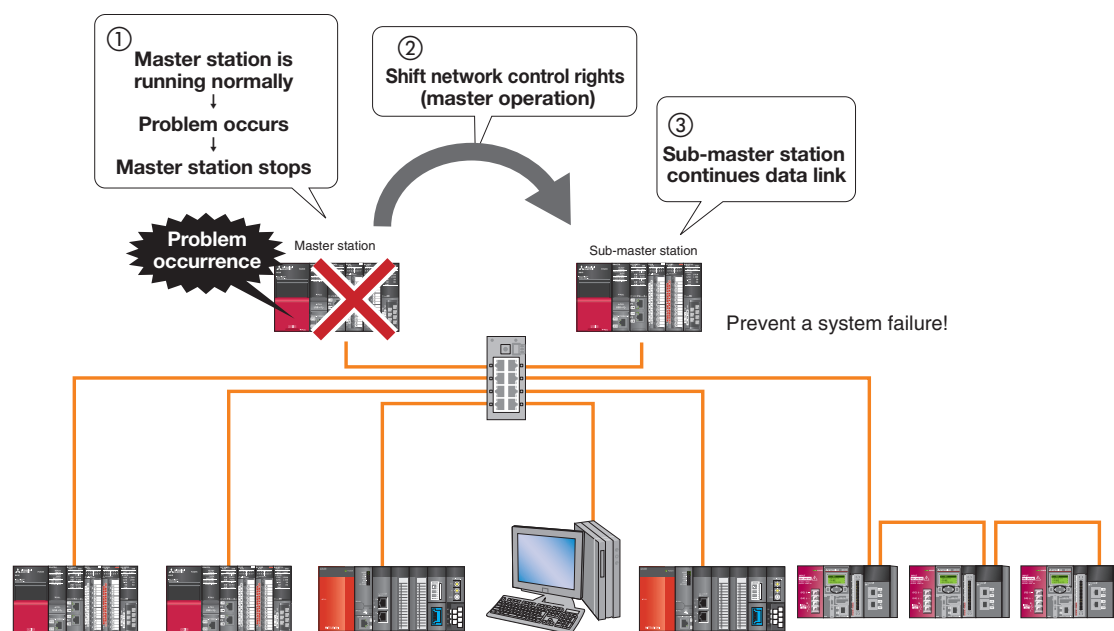 ①
Master station is
running normally
↓
Problem occurs
↓
Master station stops
②
Shift network control rights
(master operation)
③
Sub-master station
continues data link
Problem
occurrence
Master station
Sub-master station
Prevent a system failure!